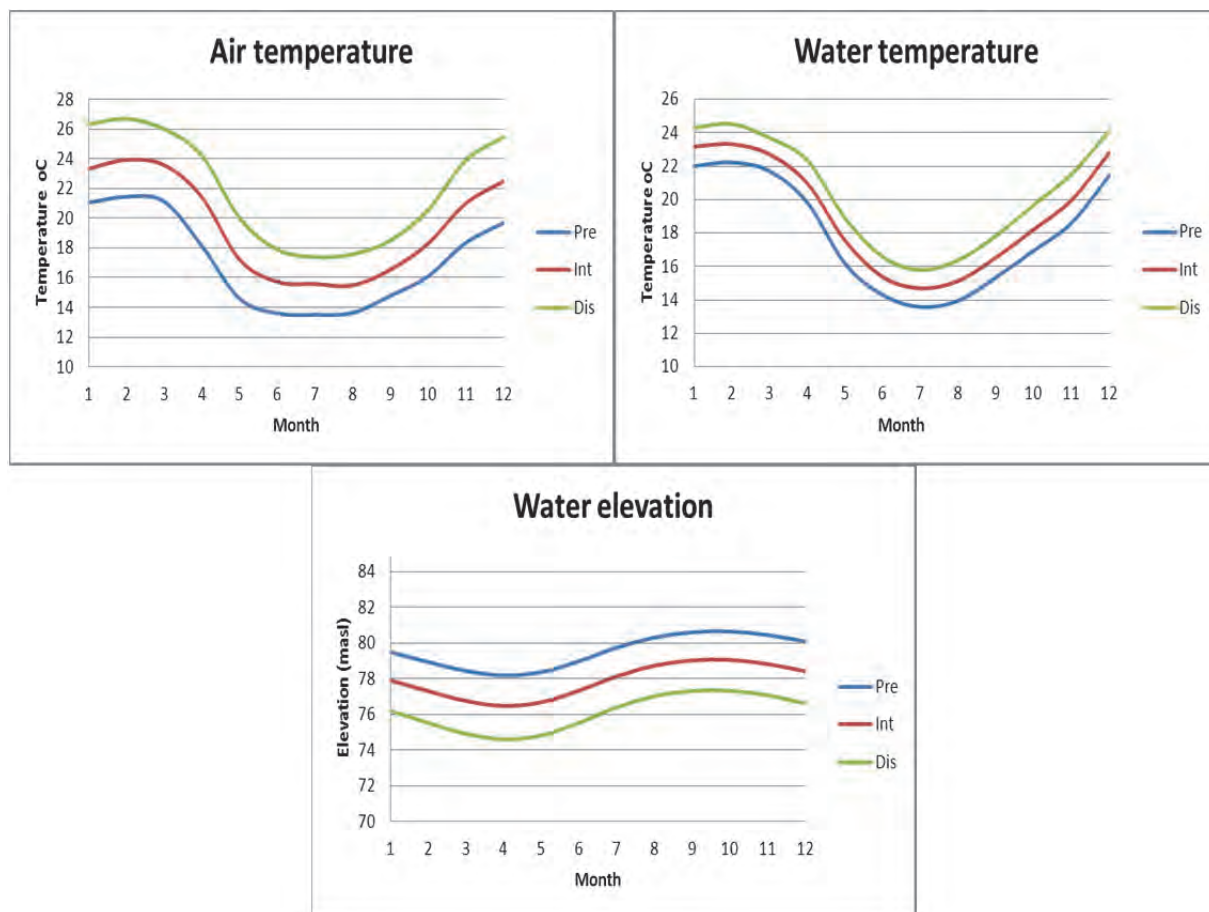 Air temperature
Temperature oC
28
26
24
22
20
18
16
14
12
10
1 2 3 4 5 6 7 8 9 10 11 12
Month
Pre
Int
Dis
Water temperature
Temperature oC
26
24
22
20
18
16
14
12
10
1 2 3 4 5 6 7 8 9 10 11 12
Month
Pre
Int
Dis
Water elevation
Elevation (masl)
84
82
80
78
76
74
72
70
1 2 3 4 5 6 7 8 9 10 11 12
Month
Pre
Int
Dis